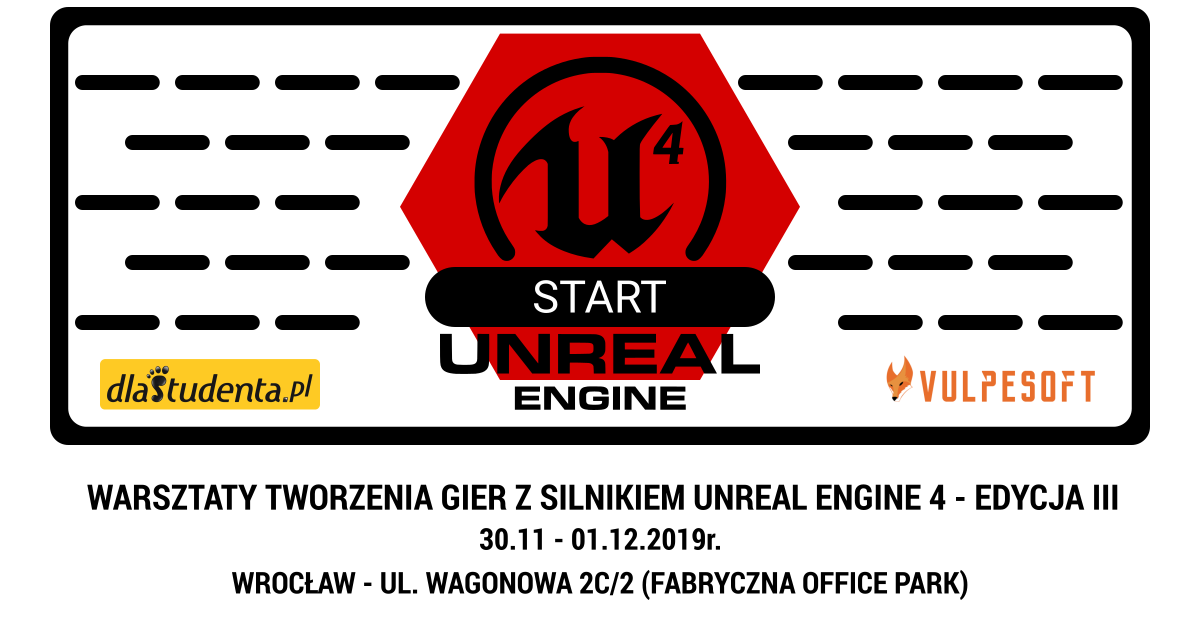 4
START
UNREAL
ENGINE
dlaStudenta.pl
VULPESOFT
WARSZTATY TWORZENIA GIER Z SILNIKIEM UNREAL ENGINE 4 - EDYCJA III
30.11 - 01.12.2019r.
WROCŁAW - UL. WAGONOWA 2C/2 (FABRYCZNA OFFICE PARK)